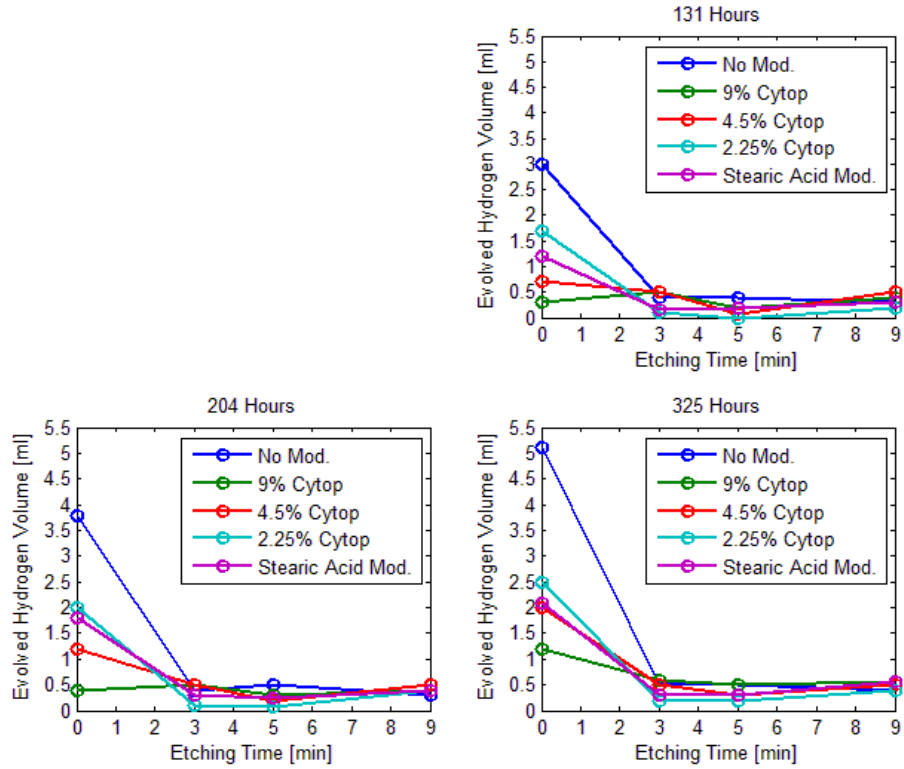 131 Hours
Evolved Hydrogen Volume [ml]
5.5
5
4.5
4
3.5
3
2.5
2
1.5
1
0.5
0
No Mod.
9% Cytop
4.5% Cytop
2.25% Cytop
Stearic Acid Mod.
0 1 2 3 4 5 6 7 8 9
Etching Time [min]
204 Hours
Evolved Hydrogen Volume [ml]
5.5
5
4.5
4
3.5
3
2.5
2
1.5
1
0.5
0
No Mod.
9% Cytop
4.5% Cytop
2.25% Cytop
Stearic Acid Mod.
0 1 2 3 4 5 6 7 8 9
Etching Time [min]
325 Hours
Evolved Hydrogen Volume [ml]
5.5
5
4.5
4
3.5
3
2.5
2
1.5
1
0.5
0
No Mod.
9% Cytop
4.5% Cytop
2.25% Cytop
Stearic Acid Mod.
0 1 2 3 4 5 6 7 8 9
Etching Time [min]